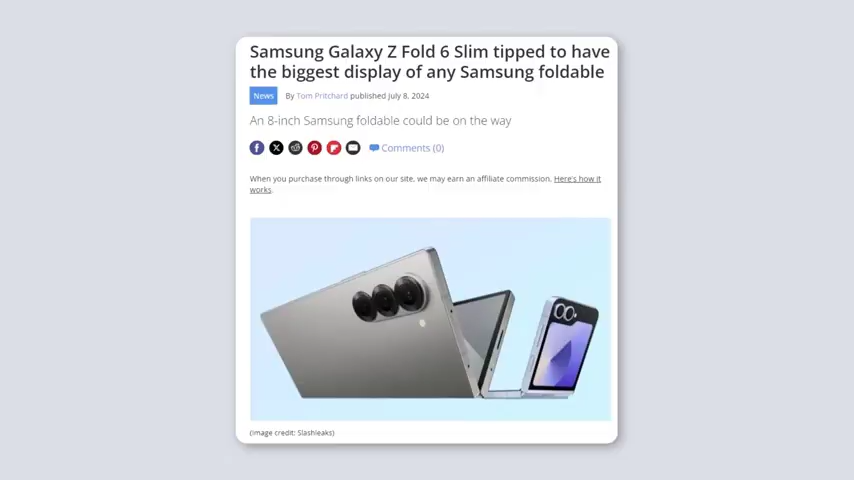 Samsung Galaxy Z Fold 6 Slim tipped to have
the biggest display of any Samsung foldable
News By Tom Pritchard published July 8, 2024
An 8-inch Samsung foldable could be on the way
Comments (0)
When you purchase through links on our site, we may earn an affiliate commission. Here's how it
works.
(Image credit: Slashleaks)